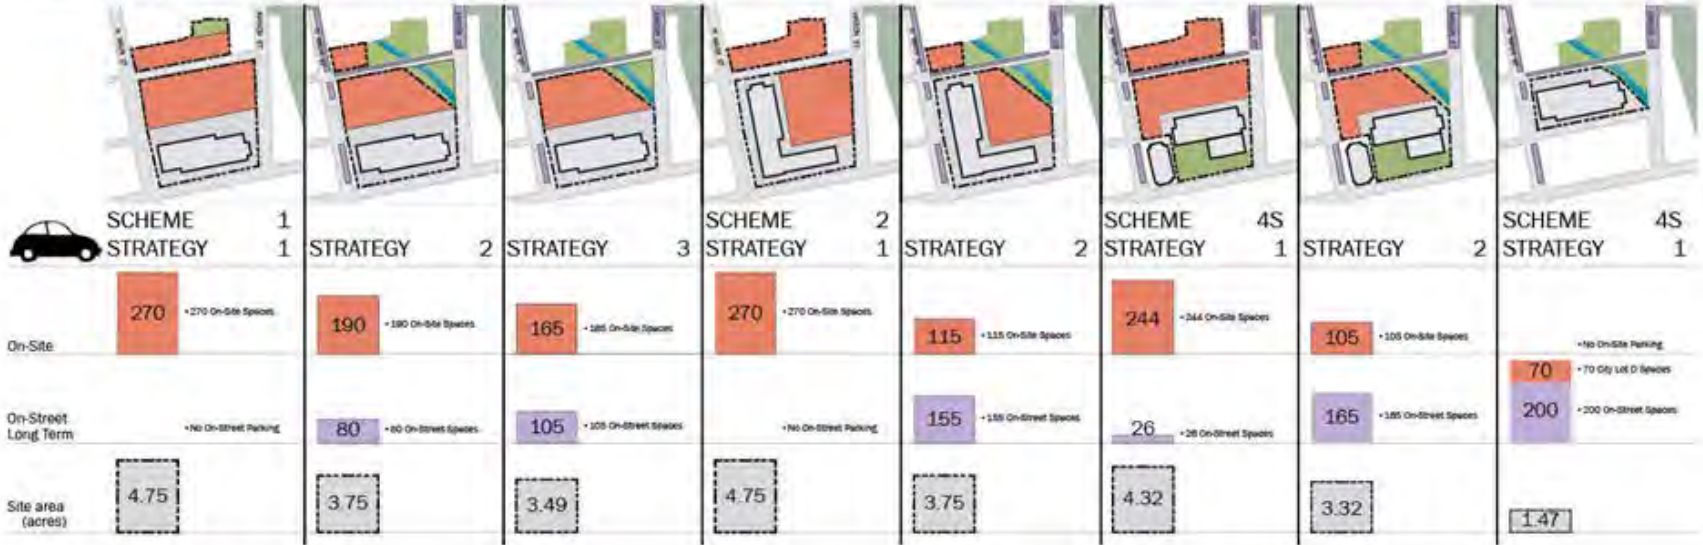 SCHEME 1
STRATEGY 1
STRATEGY 2
STRATEGY 3
SCHEME 2
STRATEGY 1
STRATEGY 2
SCHEME 4S
STRATEGY 1
STRATEGY 2
SCHEME 4S
STRATEGY 1
On-Site
270
• 270 On-Site Spaces
190
• 190 On-Site Spaces
165
• 165 On-Site Spaces
270
• 270 On-Site Spaces
115
• 115 On-Site Spaces
244
• 244 On-Site Spaces
105
• 105 On-Site Spaces
• No On-Site Parking
70
• 70 City Lot D Spaces
On-Street
Long Term
• No On-Street Parking
80
• 80 On-Street Spaces
105
• 105 On-Street Spaces
• No On-Street Parking
155
• 155 On-Street Spaces
26
• 26 On-Street Spaces
165
• 165 On-Street Spaces
200
• 200 On-Street Spaces
Site area
(acres)
4.75
3.75
3.49
4.75
3.75
4.32
3.32
1.47